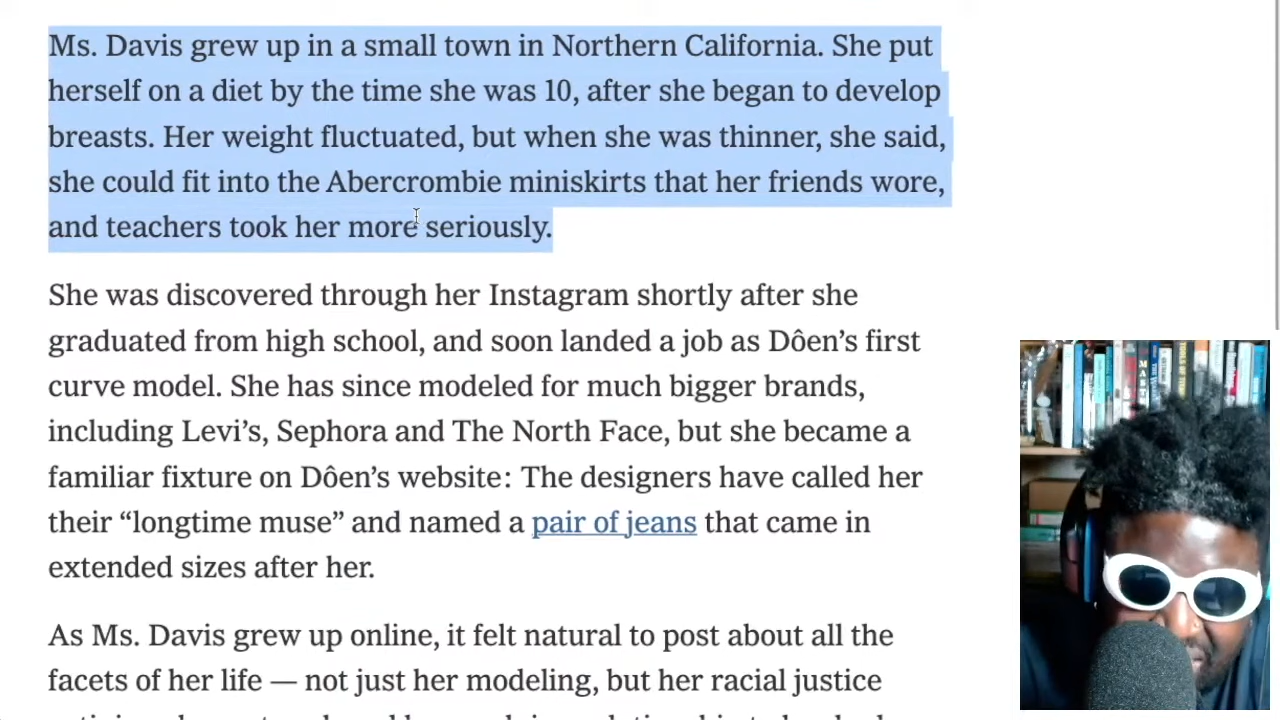 Ms. Davis grew up in a small town in Northern California. She put
herself on a diet by the time she was 10, after she began to develop
breasts. Her weight fluctuated, but when she was thinner, she said,
she could fit into the Abercrombie miniskirts that her friends wore,
and teachers took her more seriously.
She was discovered through her Instagram shortly after she
graduated from high school, and soon landed a job as Dôen’s first
curve model. She has since modeled for much bigger brands,
including Levi’s, Sephora and The North Face, but she became a
familiar fixture on Dôen’s website: The designers have called her
their “longtime muse” and named a pair of jeans that came in
extended sizes after her.
As Ms. Davis grew up online, it felt natural to post about all the
facets of her life — not just her modeling, but her racial justice